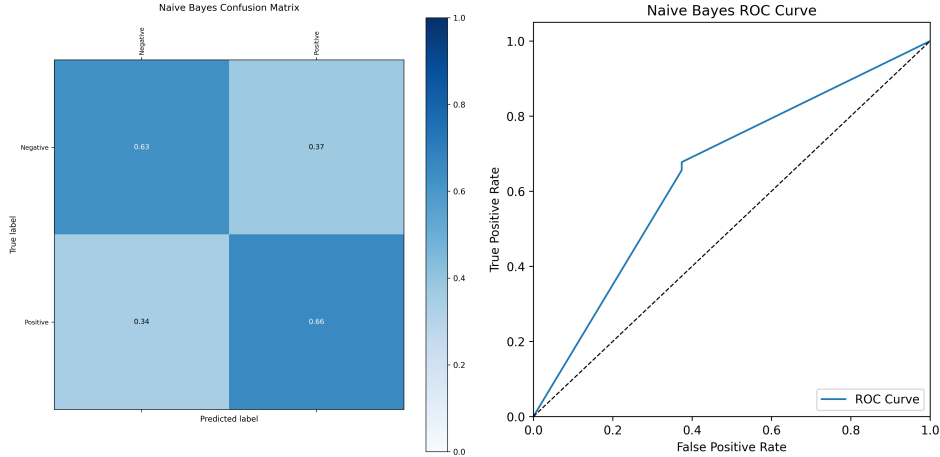 Naive Bayes Confusion Matrix
Negative
Positive
Negative
Positive
True label
0.63
0.37
0.34
0.66
Predicted label
1.0
0.8
0.6
0.4
0.2
0.0
Naive Bayes ROC Curve
True Positive Rate
1.0
0.8
0.6
0.4
0.2
0.0
0.0
0.2
0.4
0.6
0.8
1.0
False Positive Rate
ROC Curve